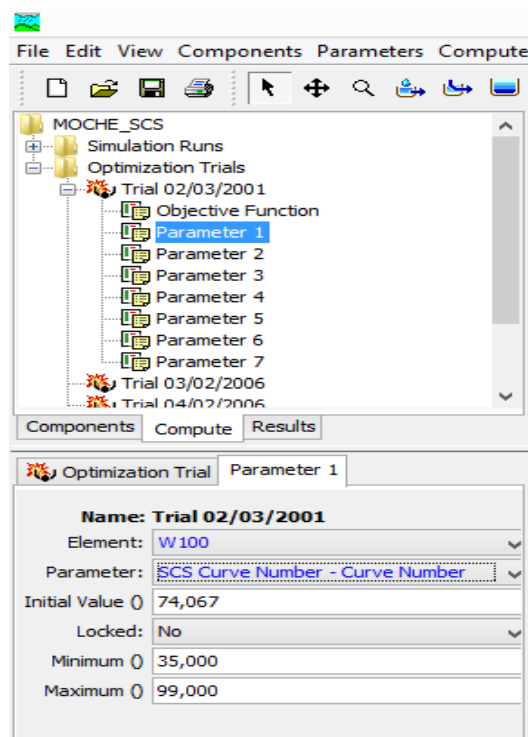 File Edit View Components Parameters Compute
MOCHE_SCS
Simulation Runs
Optimization Trials
Trial 02/03/2001
Objective Function
Parameter 1
Parameter 2
Parameter 3
Parameter 4
Parameter 5
Parameter 6
Parameter 7
Trial 03/02/2006
Trial 04/02/2006
Components Compute Results
Optimization Trial Parameter 1
Name: Trial 02/03/2001
Element: W100
Parameter: SCS Curve Number - Curve Number
Initial Value () 74,067
Locked: No
Minimum () 35,000
Maximum () 99,000